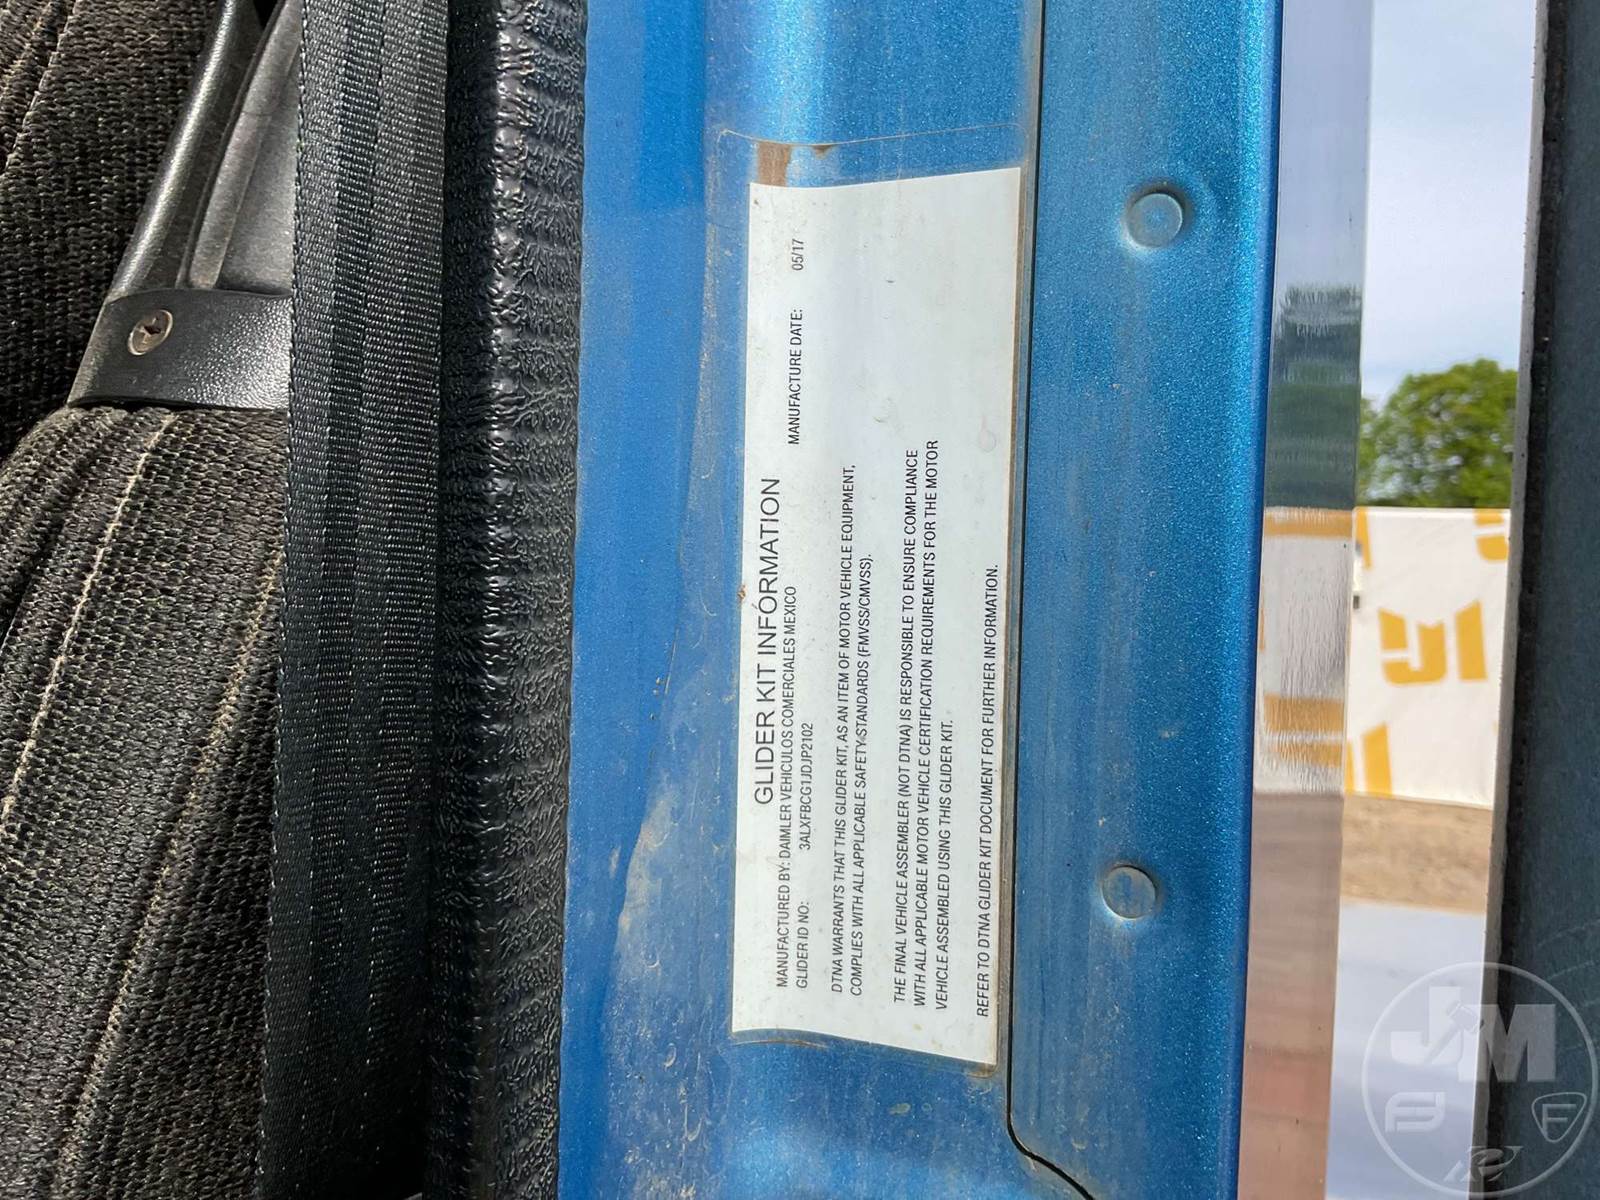 GLIDER KIT INFORMATION
MANUFACTURED BY: DAIMLER VEHICULOS COMERCIALES MEXICO
GLIDER ID NO: 3ALXFBCG1JDJP2102 MANUFACTURE DATE: 05/17
DTNA WARRANTS THAT THIS GLIDER KIT, AS AN ITEM OF MOTOR VEHICLE EQUIPMENT,
COMPLIES WITH ALL APPLICABLE SAFETY STANDARDS (FMVSS/CMVSS).
THE FINAL VEHICLE ASSEMBLER (NOT DTNA) IS RESPONSIBLE TO ENSURE COMPLIANCE
WITH ALL APPLICABLE MOTOR VEHICLE CERTIFICATION REQUIREMENTS FOR THE MOTOR
VEHICLE ASSEMBLED USING THIS GLIDER KIT.
REFER TO DTNA GLIDER KIT DOCUMENT FOR FURTHER INFORMATION.
JM
JM